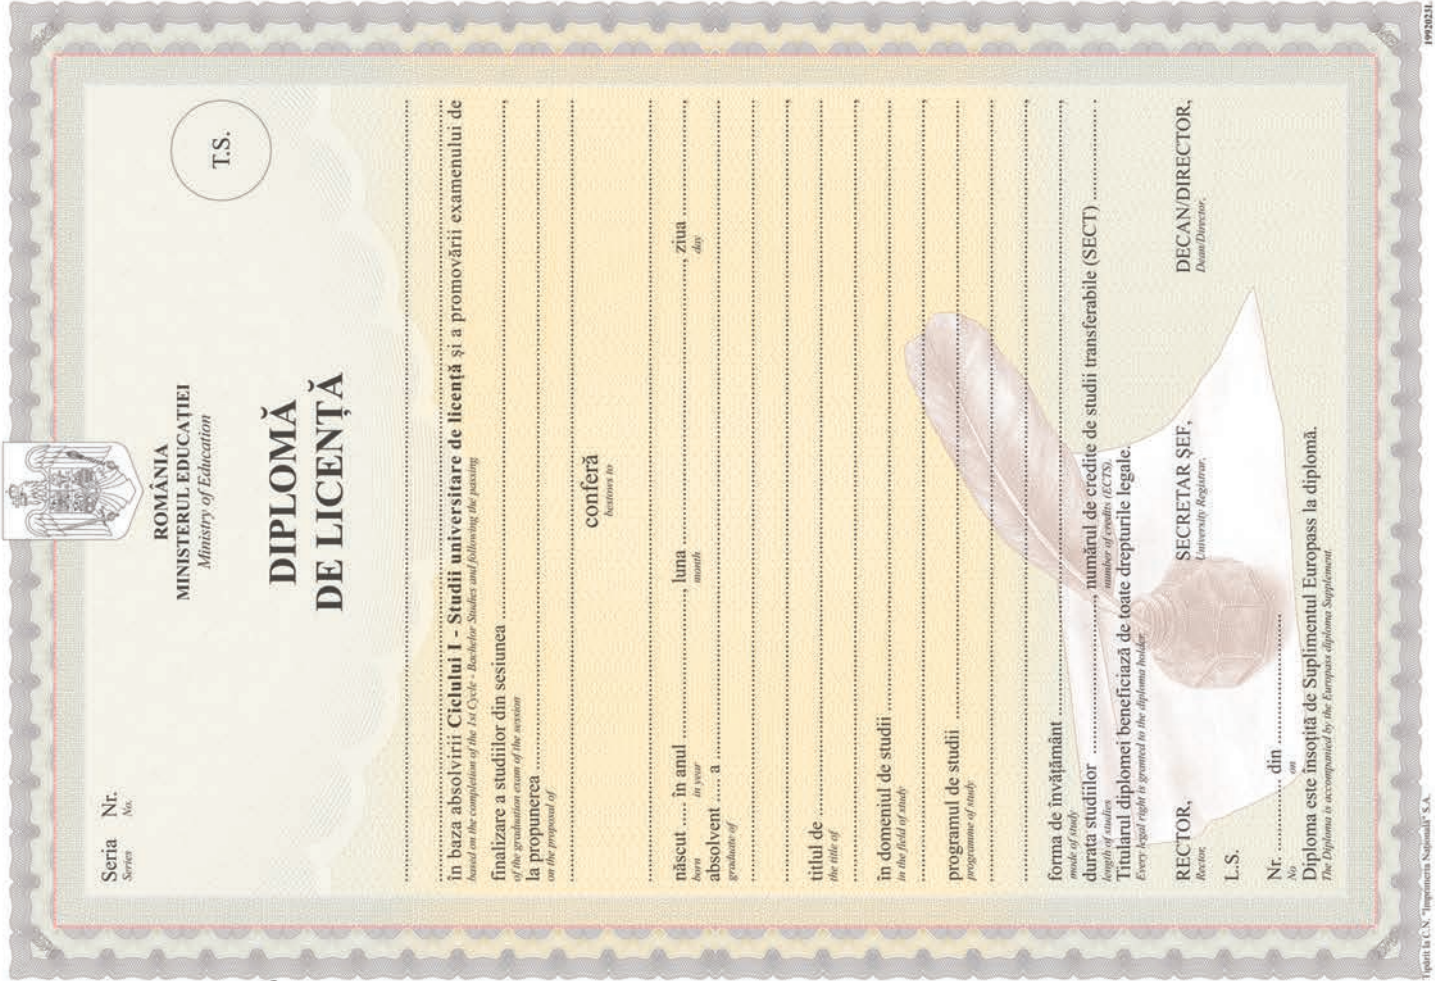 ROMÂNIA
MINISTERUL EDUCAȚIEI
Ministry of Education
Seria Nr.
Series No.
T.S.
DIPLOMĂ
DE LICENȚĂ
în baza absolvirii Ciclului I - Studii universitare de licență și a promovării examenului de
based on the completion of the 1st Cycle - Bachelor Studies and following the passing
finalizare a studiilor din sesiunea ........................,
of the graduation exam of the session
la propunerea ........................
on the proposal of
conferă
bestows to
născut ..... în anul ..............., luna ..............., ziua ...............,
born in year month day
absolvent ..... a ........................
graduate of
titlul de ........................,
the title of
în domeniul de studii ........................
in the field of study
programul de studii ........................
programme of study
forma de învățământ ........................,
mode of study
durata studiilor ..............., numărul de credite de studii transferabile (SECT) ...............
length of studies number of credits (ECTS).
Titularul diplomei beneficiază de toate drepturile legale.
Every legal right is granted to the diploma holder.
RECTOR, SECRETAR ȘEF, DECAN/DIRECTOR,
Rector, University Registrar, Dean/Director,
L.S.
Nr. ............... din ...............
No on
Diploma este însoțită de Suplimentul Europass la diplomă.
The Diploma is accompanied by the Europass diploma Supplement.
Tipărit la C.N. "Imprimeria Națională" S.A.
1992023L